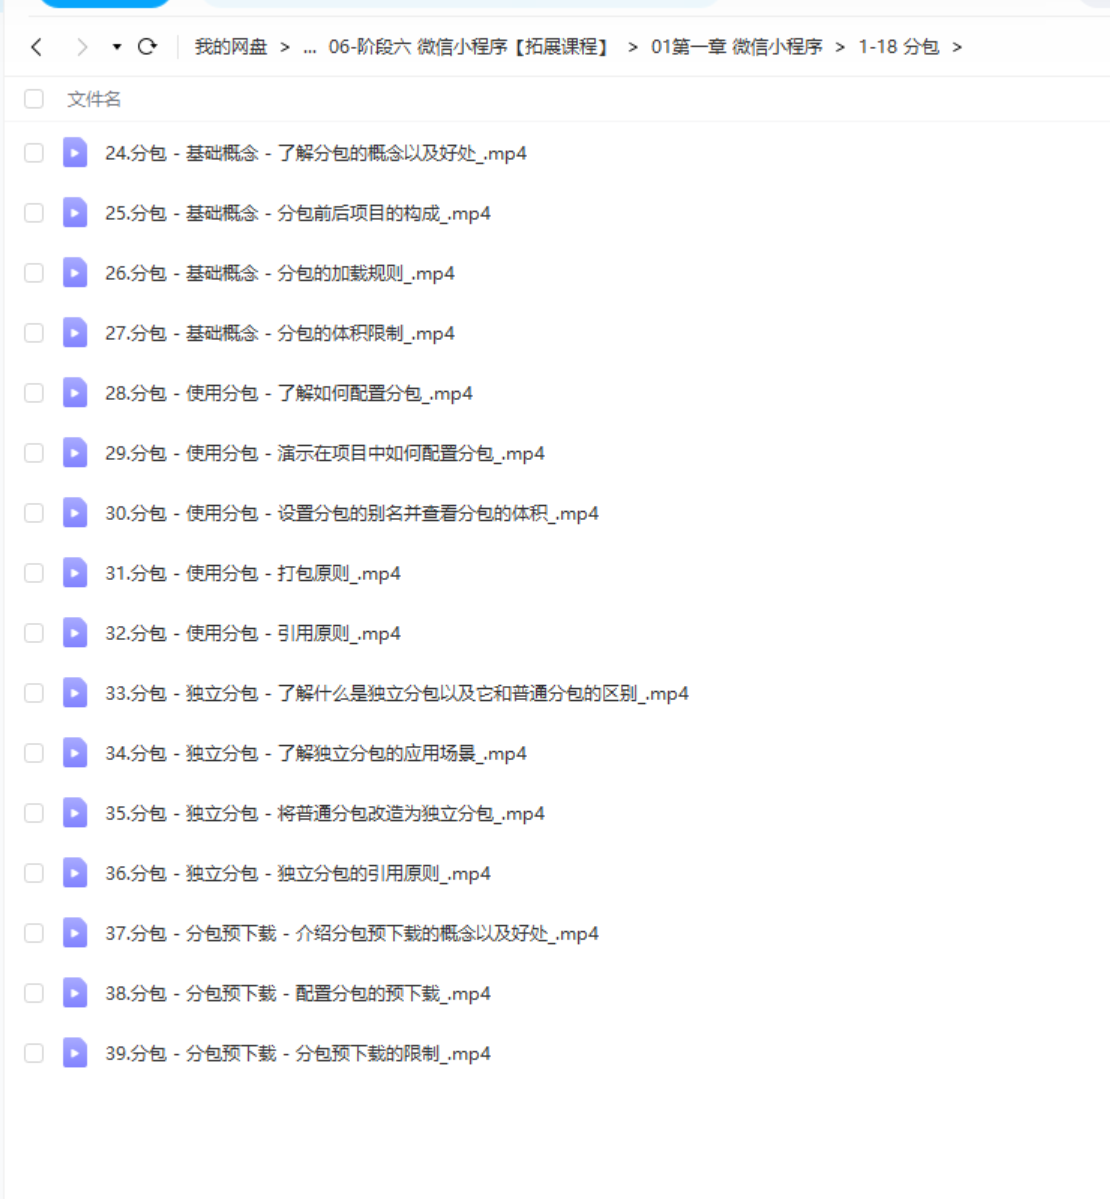 我的网盘 > ... 06-阶段六 微信小程序【拓展课程】 > 01第一章 微信小程序 > 1-18 分包 >
文件名
24.分包 - 基础概念 - 了解分包的概念以及好处_.mp4
25.分包 - 基础概念 - 分包前后项目的构成_.mp4
26.分包 - 基础概念 - 分包的加载规则_.mp4
27.分包 - 基础概念 - 分包的体积限制_.mp4
28.分包 - 使用分包 - 了解如何配置分包_.mp4
29.分包 - 使用分包 - 演示在项目中如何配置分包_.mp4
30.分包 - 使用分包 - 设置分包的别名并查看分包的体积_.mp4
31.分包 - 使用分包 - 打包原则_.mp4
32.分包 - 使用分包 - 引用原则_.mp4
33.分包 - 独立分包 - 了解什么是独立分包以及它和普通分包的区别_.mp4
34.分包 - 独立分包 - 了解独立分包的应用场景_.mp4
35.分包 - 独立分包 - 将普通分包改造为独立分包_.mp4
36.分包 - 独立分包 - 独立分包的引用原则_.mp4
37.分包 - 分包预下载 - 介绍分包预下载的概念以及好处_.mp4
38.分包 - 分包预下载 - 配置分包的预下载_.mp4
39.分包 - 分包预下载 - 分包预下载的限制_.mp4